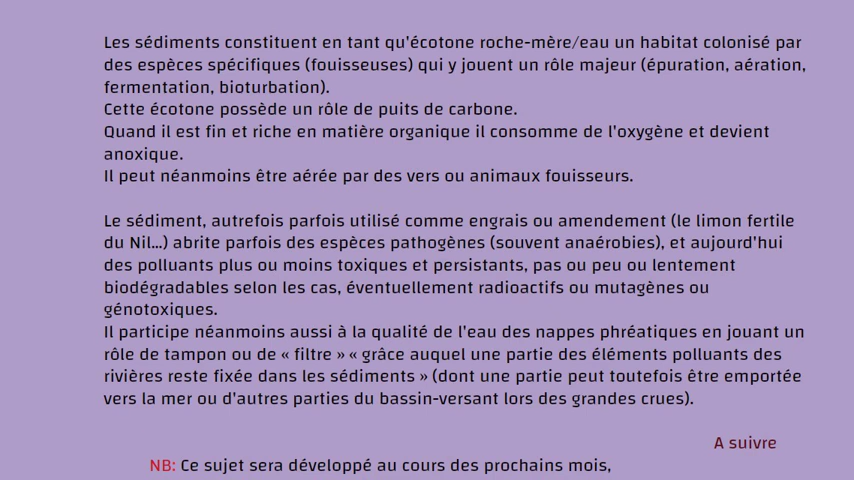 Les sédiments constituent en tant qu'écotone roche-mère/eau un habitat colonisé par
des espèces spécifiques (fouisseuses) qui y jouent un rôle majeur (épuration, aération,
fermentation, bioturbation).
Cette écotone possède un rôle de puits de carbone.
Quand il est fin et riche en matière organique il consomme de l'oxygène et devient
anoxique.
Il peut néanmoins être aérée par des vers ou animaux fouisseurs.
Le sédiment, autrefois parfois utilisé comme engrais ou amendement (le limon fertile
du Nil...) abrite parfois des espèces pathogènes (souvent anaérobies), et aujourd'hui
des polluants plus ou moins toxiques et persistants, pas ou peu ou lentement
biodégradables selon les cas, éventuellement radioactifs ou mutagènes ou
génotoxiques.
Il participe néanmoins aussi à la qualité de l'eau des nappes phréatiques en jouant un
rôle de tampon ou de « filtre » « grâce auquel une partie des éléments polluants des
rivières reste fixée dans les sédiments » (dont une partie peut toutefois être emportée
vers la mer ou d'autres parties du bassin-versant lors des grandes crues).
A suivre
NB: Ce sujet sera développé au cours des prochains mois,